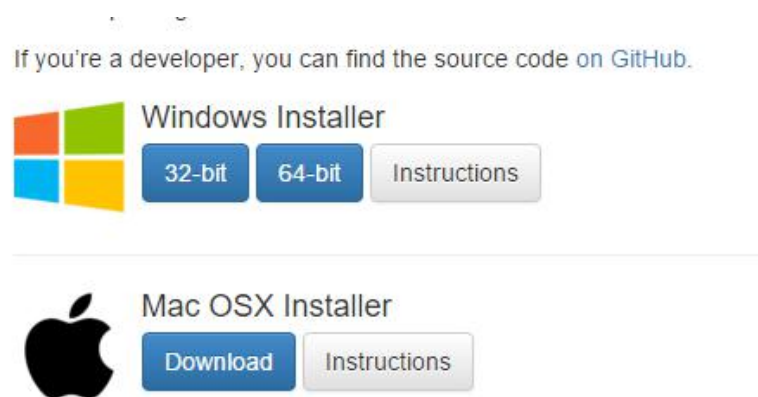 If you're a developer, you can find the source code on GitHub.
Windows Installer
32-bit 64-bit Instructions
Mac OSX Installer
Download Instructions